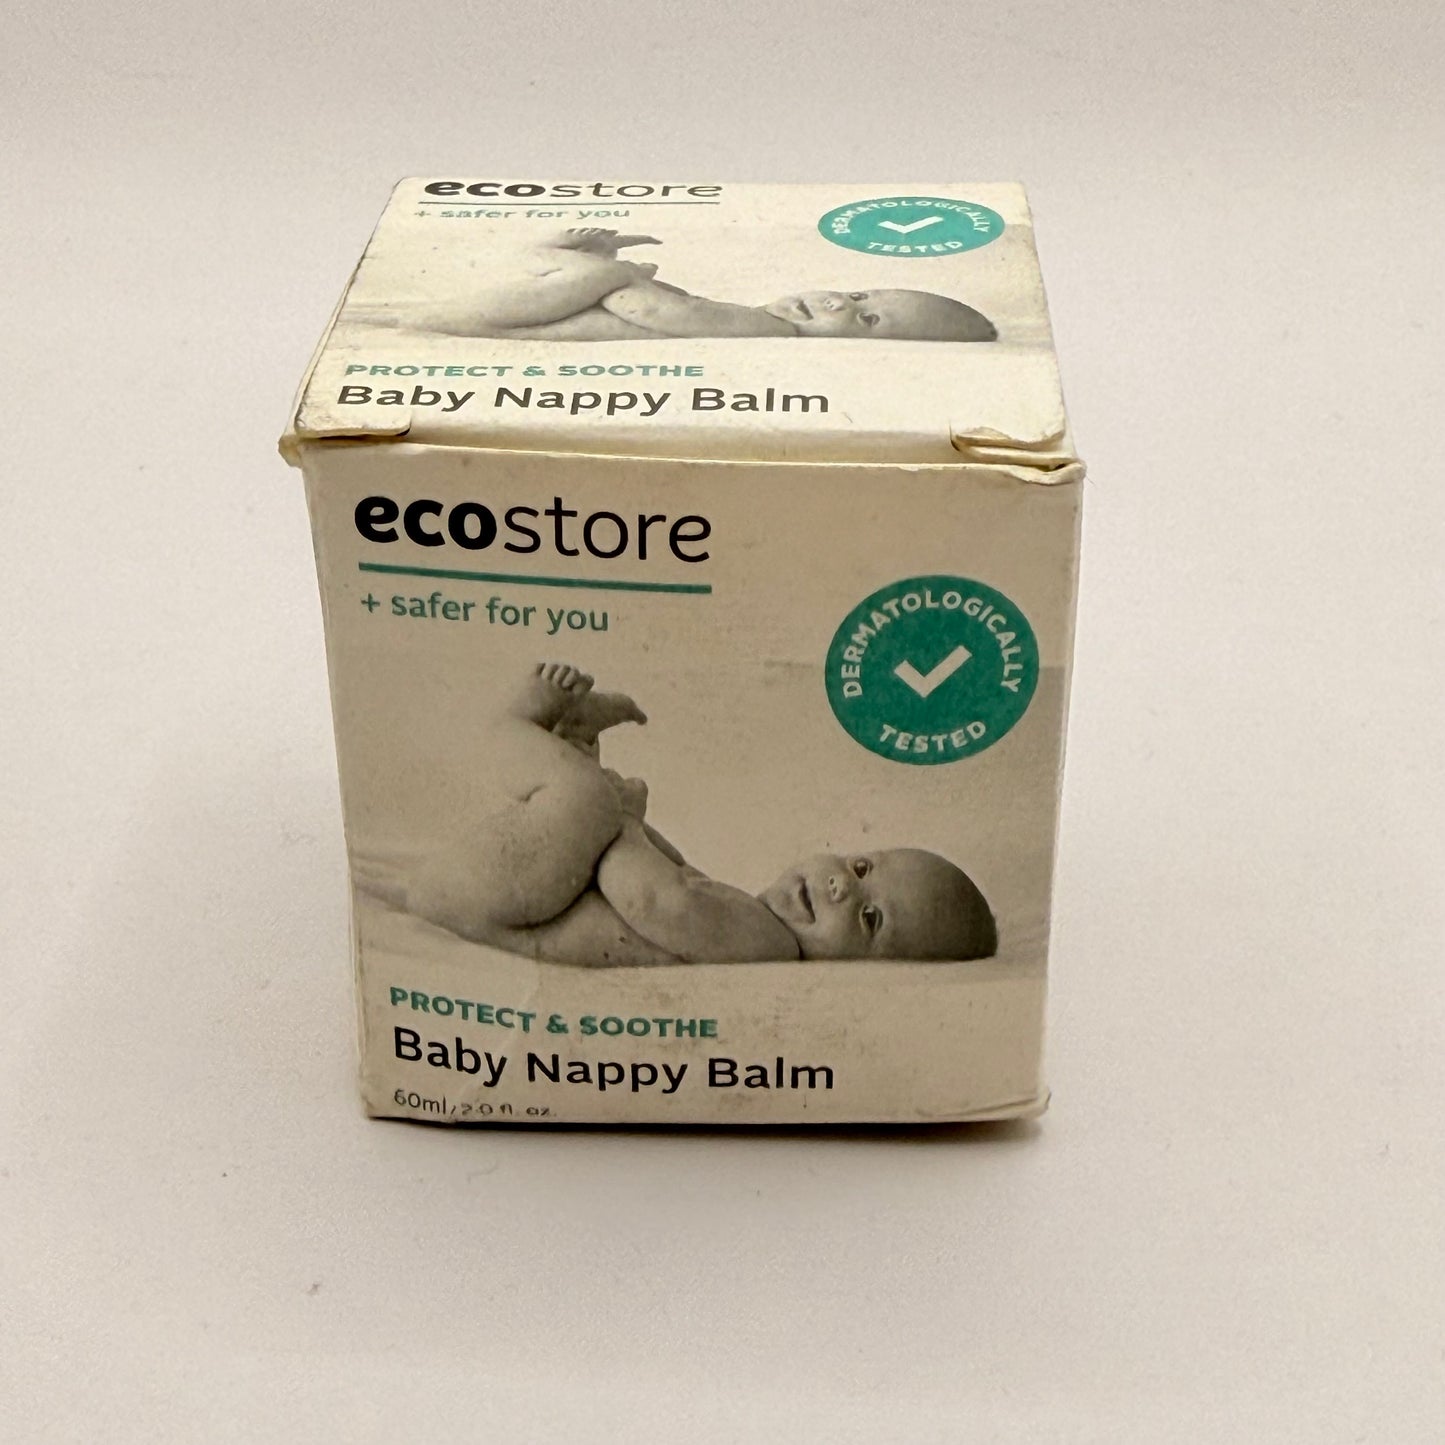 ecostore
+ safer for you
DERMATOLOGICALLY
TESTED
PROTECT & SOOTHE
Baby Nappy Balm
ecostore
+ safer for you
DERMATOLOGICALLY
TESTED
PROTECT & SOOTHE
Baby Nappy Balm
60ml/2.0 fl. oz.